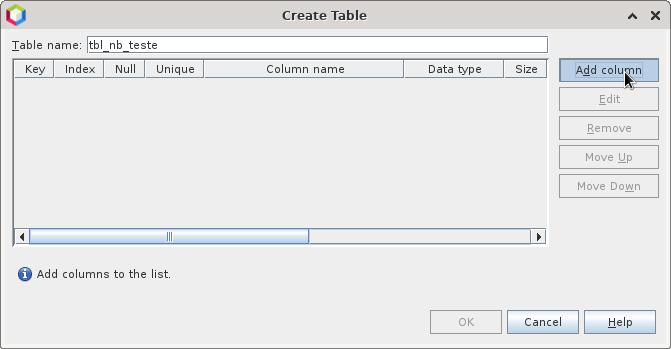 Create Table
Table name: tbl_nb_teste
Key Index Null Unique Column name Data type Size
Add column
Edit
Remove
Move Up
Move Down
Add columns to the list.
OK Cancel Help